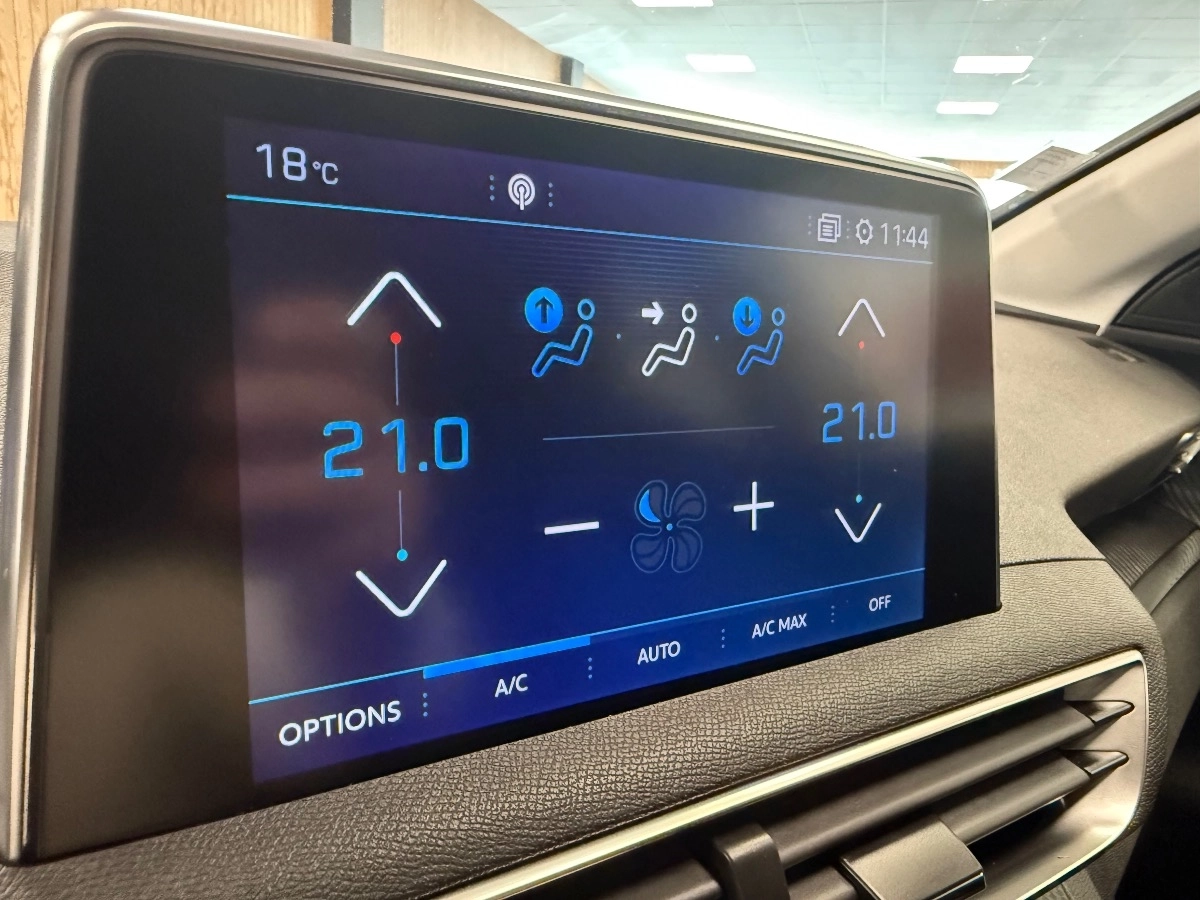 18°C
11:44
21.0
21.0
OPTIONS
A/C
AUTO
A/C MAX
OFF